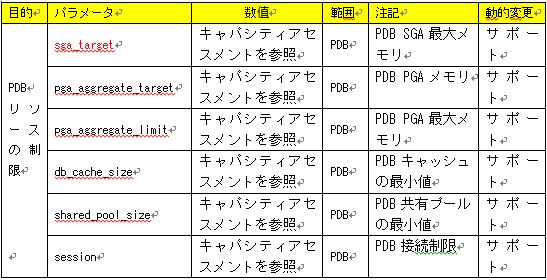 目的 パラメータ 数値 範囲 注記 動的変更
PDB リソースの制限
sga_target キャパシティアセスメントを参照 PDB PDB SGA 最大メモリ サポート
pga_aggregate_target キャパシティアセスメントを参照 PDB PDB PGA メモリ サポート
pga_aggregate_limit キャパシティアセスメントを参照 PDB PDB PGA 最大メモリ サポート
db_cache_size キャパシティアセスメントを参照 PDB PDB キャッシュの最小値 サポート
shared_pool_size キャパシティアセスメントを参照 PDB PDB 共有プールの最小値 サポート
session キャパシティアセスメントを参照 PDB PDB 接続制限 サポート